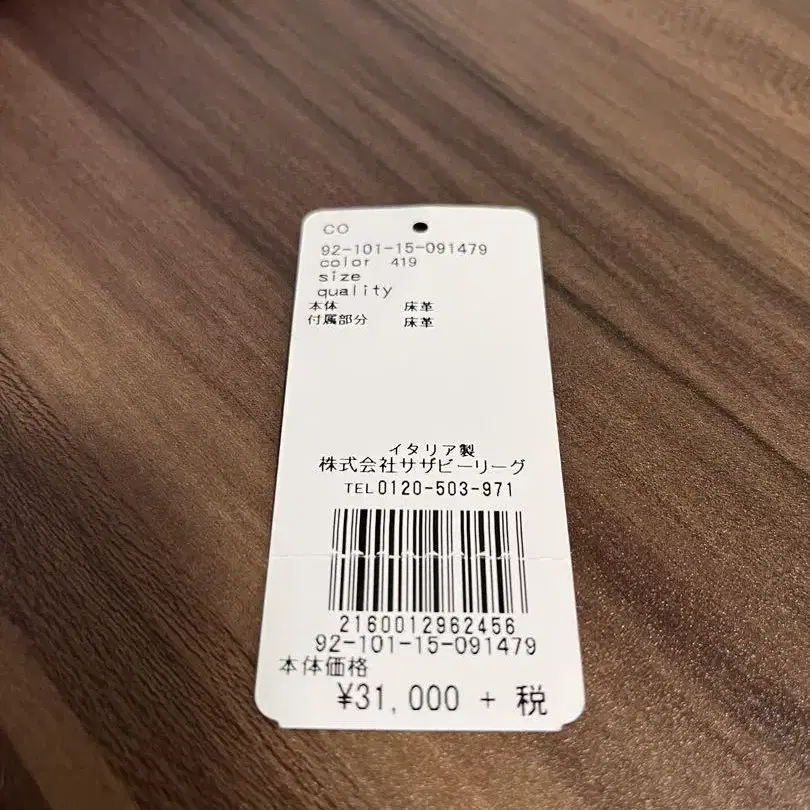 CO
92-101-15-091479
color 419
size
quality
本体 床革
付属部分 床革
イタリア製
株式会社サザビーリーグ
TEL0120-503-971
2160012962456
92-101-15-091479
本体価格
¥31,000 + 税